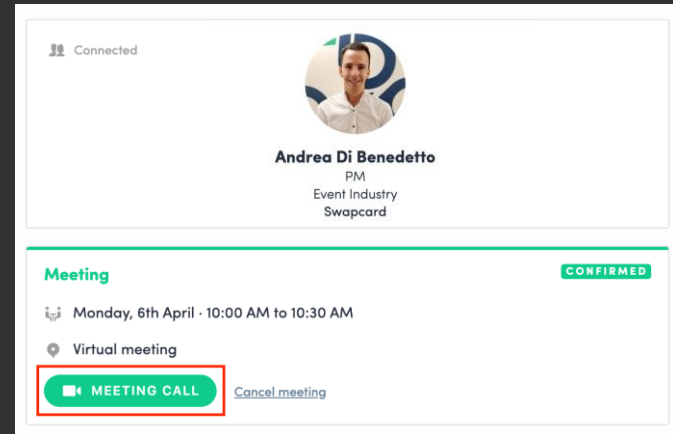 Connected
Andrea Di Benedetto
PM
Event Industry
Swapcard
Meeting
CONFIRMED
Monday, 6th April · 10:00 AM to 10:30 AM
Virtual meeting
MEETING CALL
Cancel meeting